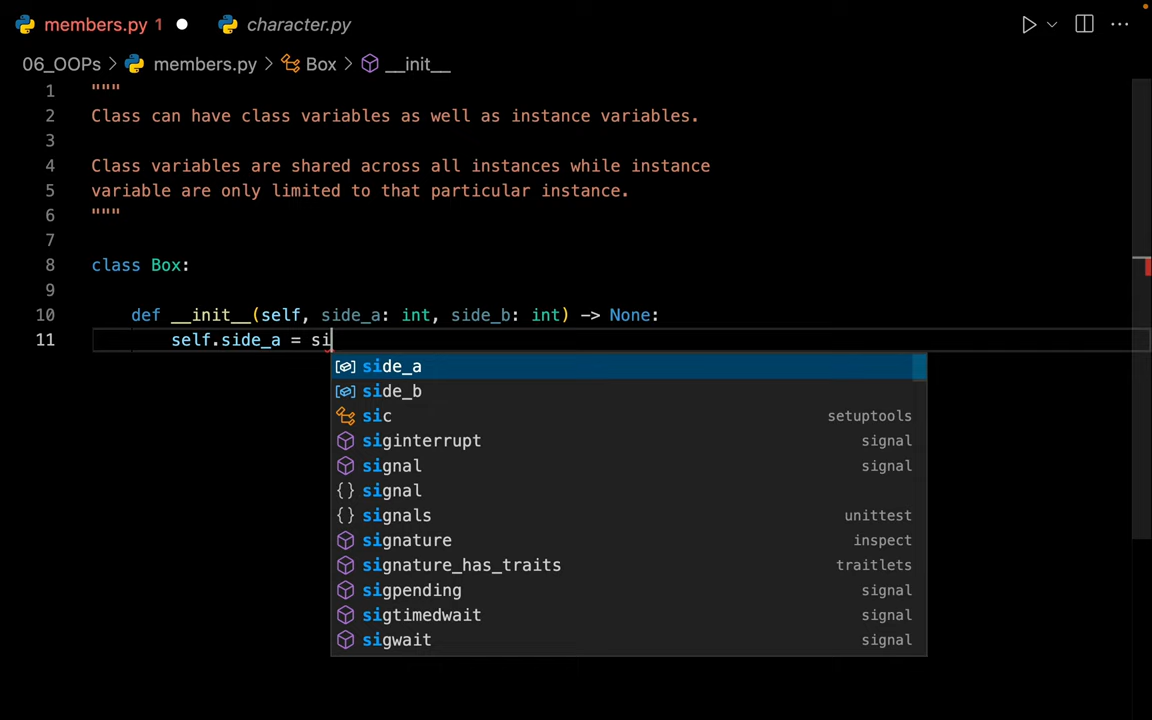 members.py 1 character.py
06_OOPs > members.py > Box > __init__
1 """
2 Class can have class variables as well as instance variables.
3
4 Class variables are shared across all instances while instance
5 variable are only limited to that particular instance.
6 """
7
8 class Box:
9
10 def __init__(self, side_a: int, side_b: int) -> None:
11 self.side_a = si
side_a
side_b
sic setuptools
siginterrupt signal
signal signal
{} signal
{} signals unittest
signature inspect
signature_has_traits traitlets
sigpending signal
sigtimedwait signal
sigwait signal